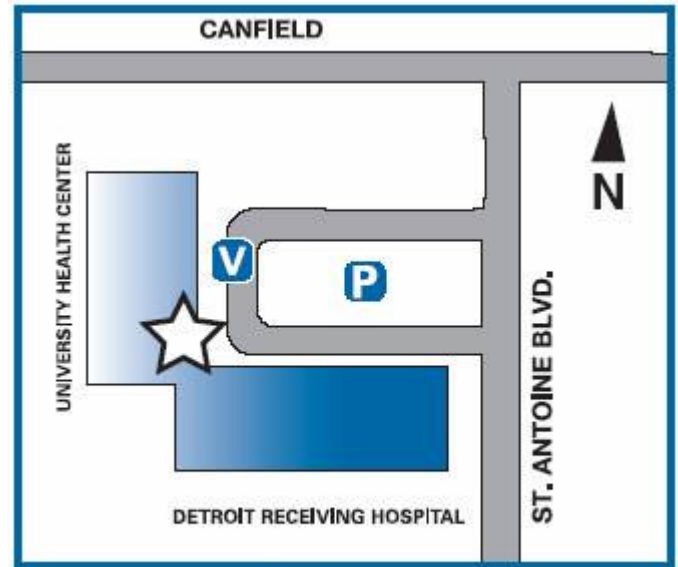 CANFIELD
UNIVERSITY HEALTH CENTER
V
P
N
ST. ANTOINE BLVD.
DETROIT RECEIVING HOSPITAL